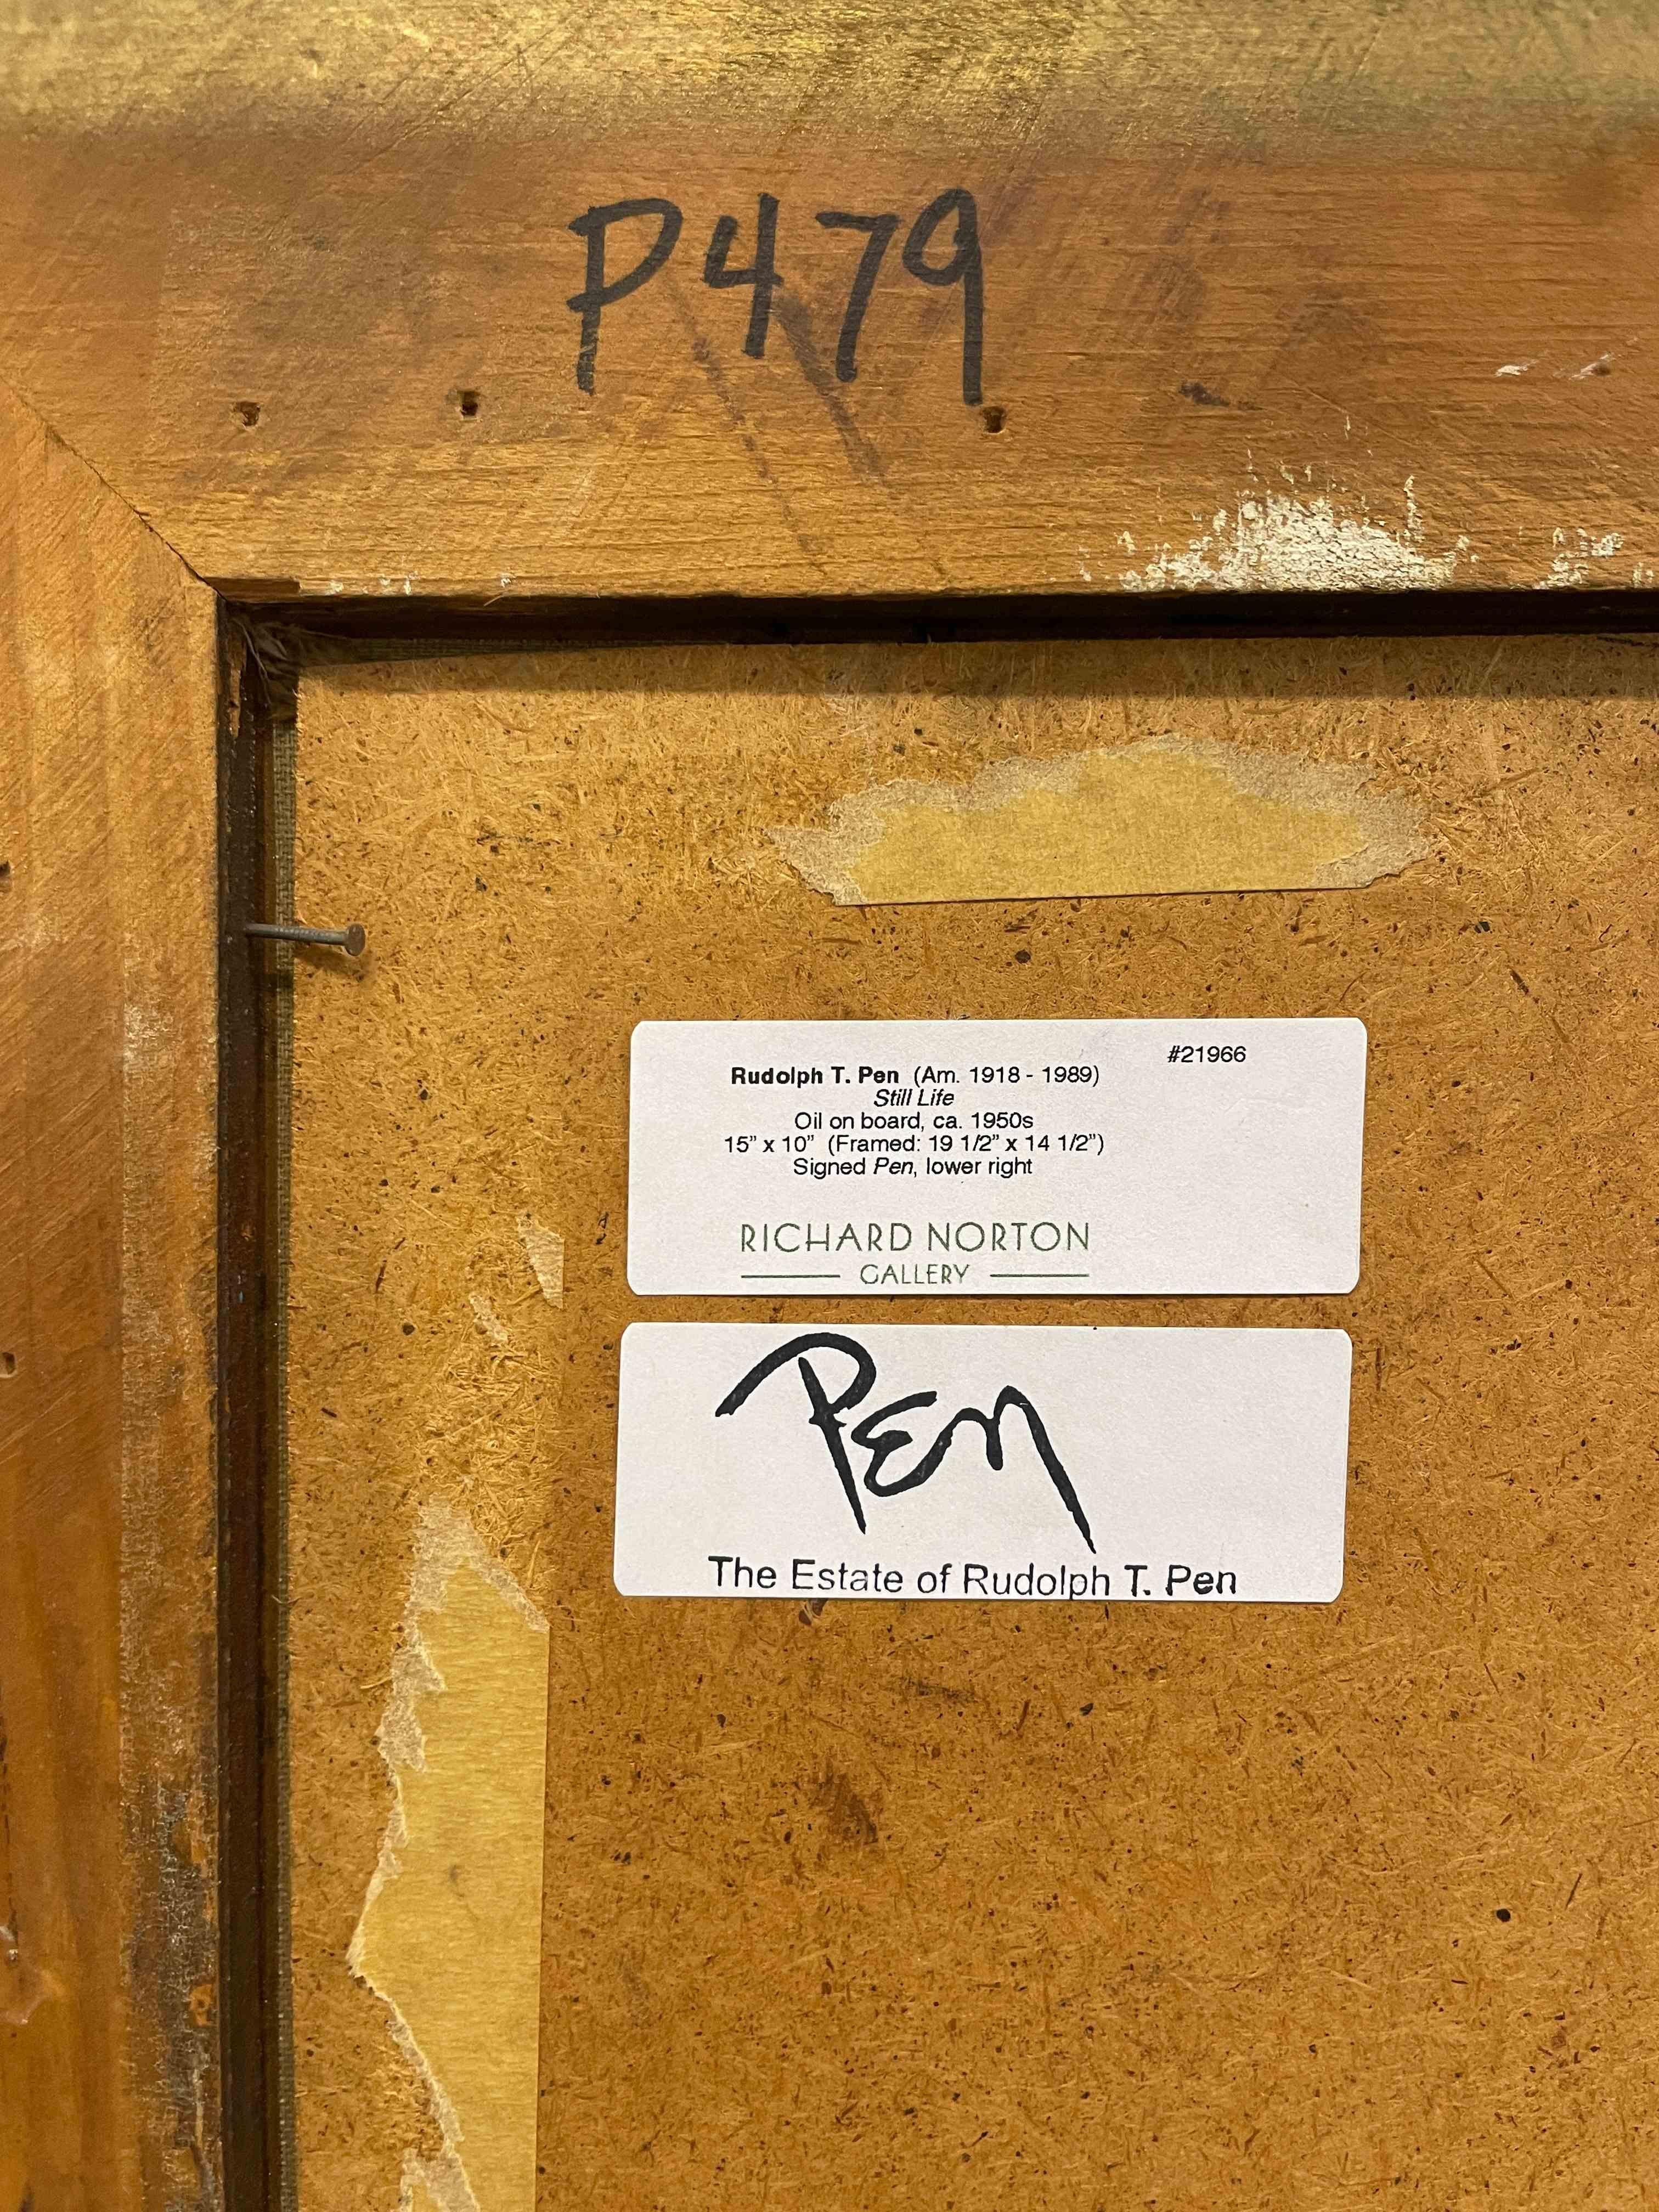 P479
#21966
Rudolph T. Pen (Am. 1918 - 1989)
Still Life
Oil on board, ca. 1950s
15” x 10” (Framed: 19 1/2” x 14 1/2”)
Signed Pen, lower right
RICHARD NORTON
GALLERY
Pen
The Estate of Rudolph T. Pen